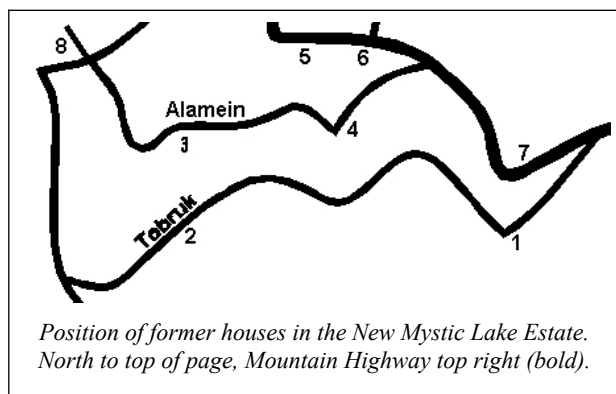 8
5 6
Alamein
3 4
7
Tobruk
2
1
Position of former houses in the New Mystic Lake Estate.
North to top of page, Mountain Highway top right (bold).